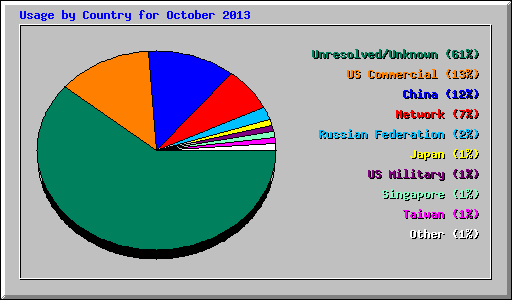 Usage by Country for October 2013
Unresolved/Unknown (61%)
US Commercial (13%)
China (12%)
Network (7%)
Russian Federation (2%)
Japan (1%)
US Military (1%)
Singapore (1%)
Taiwan (1%)
Other (1%)